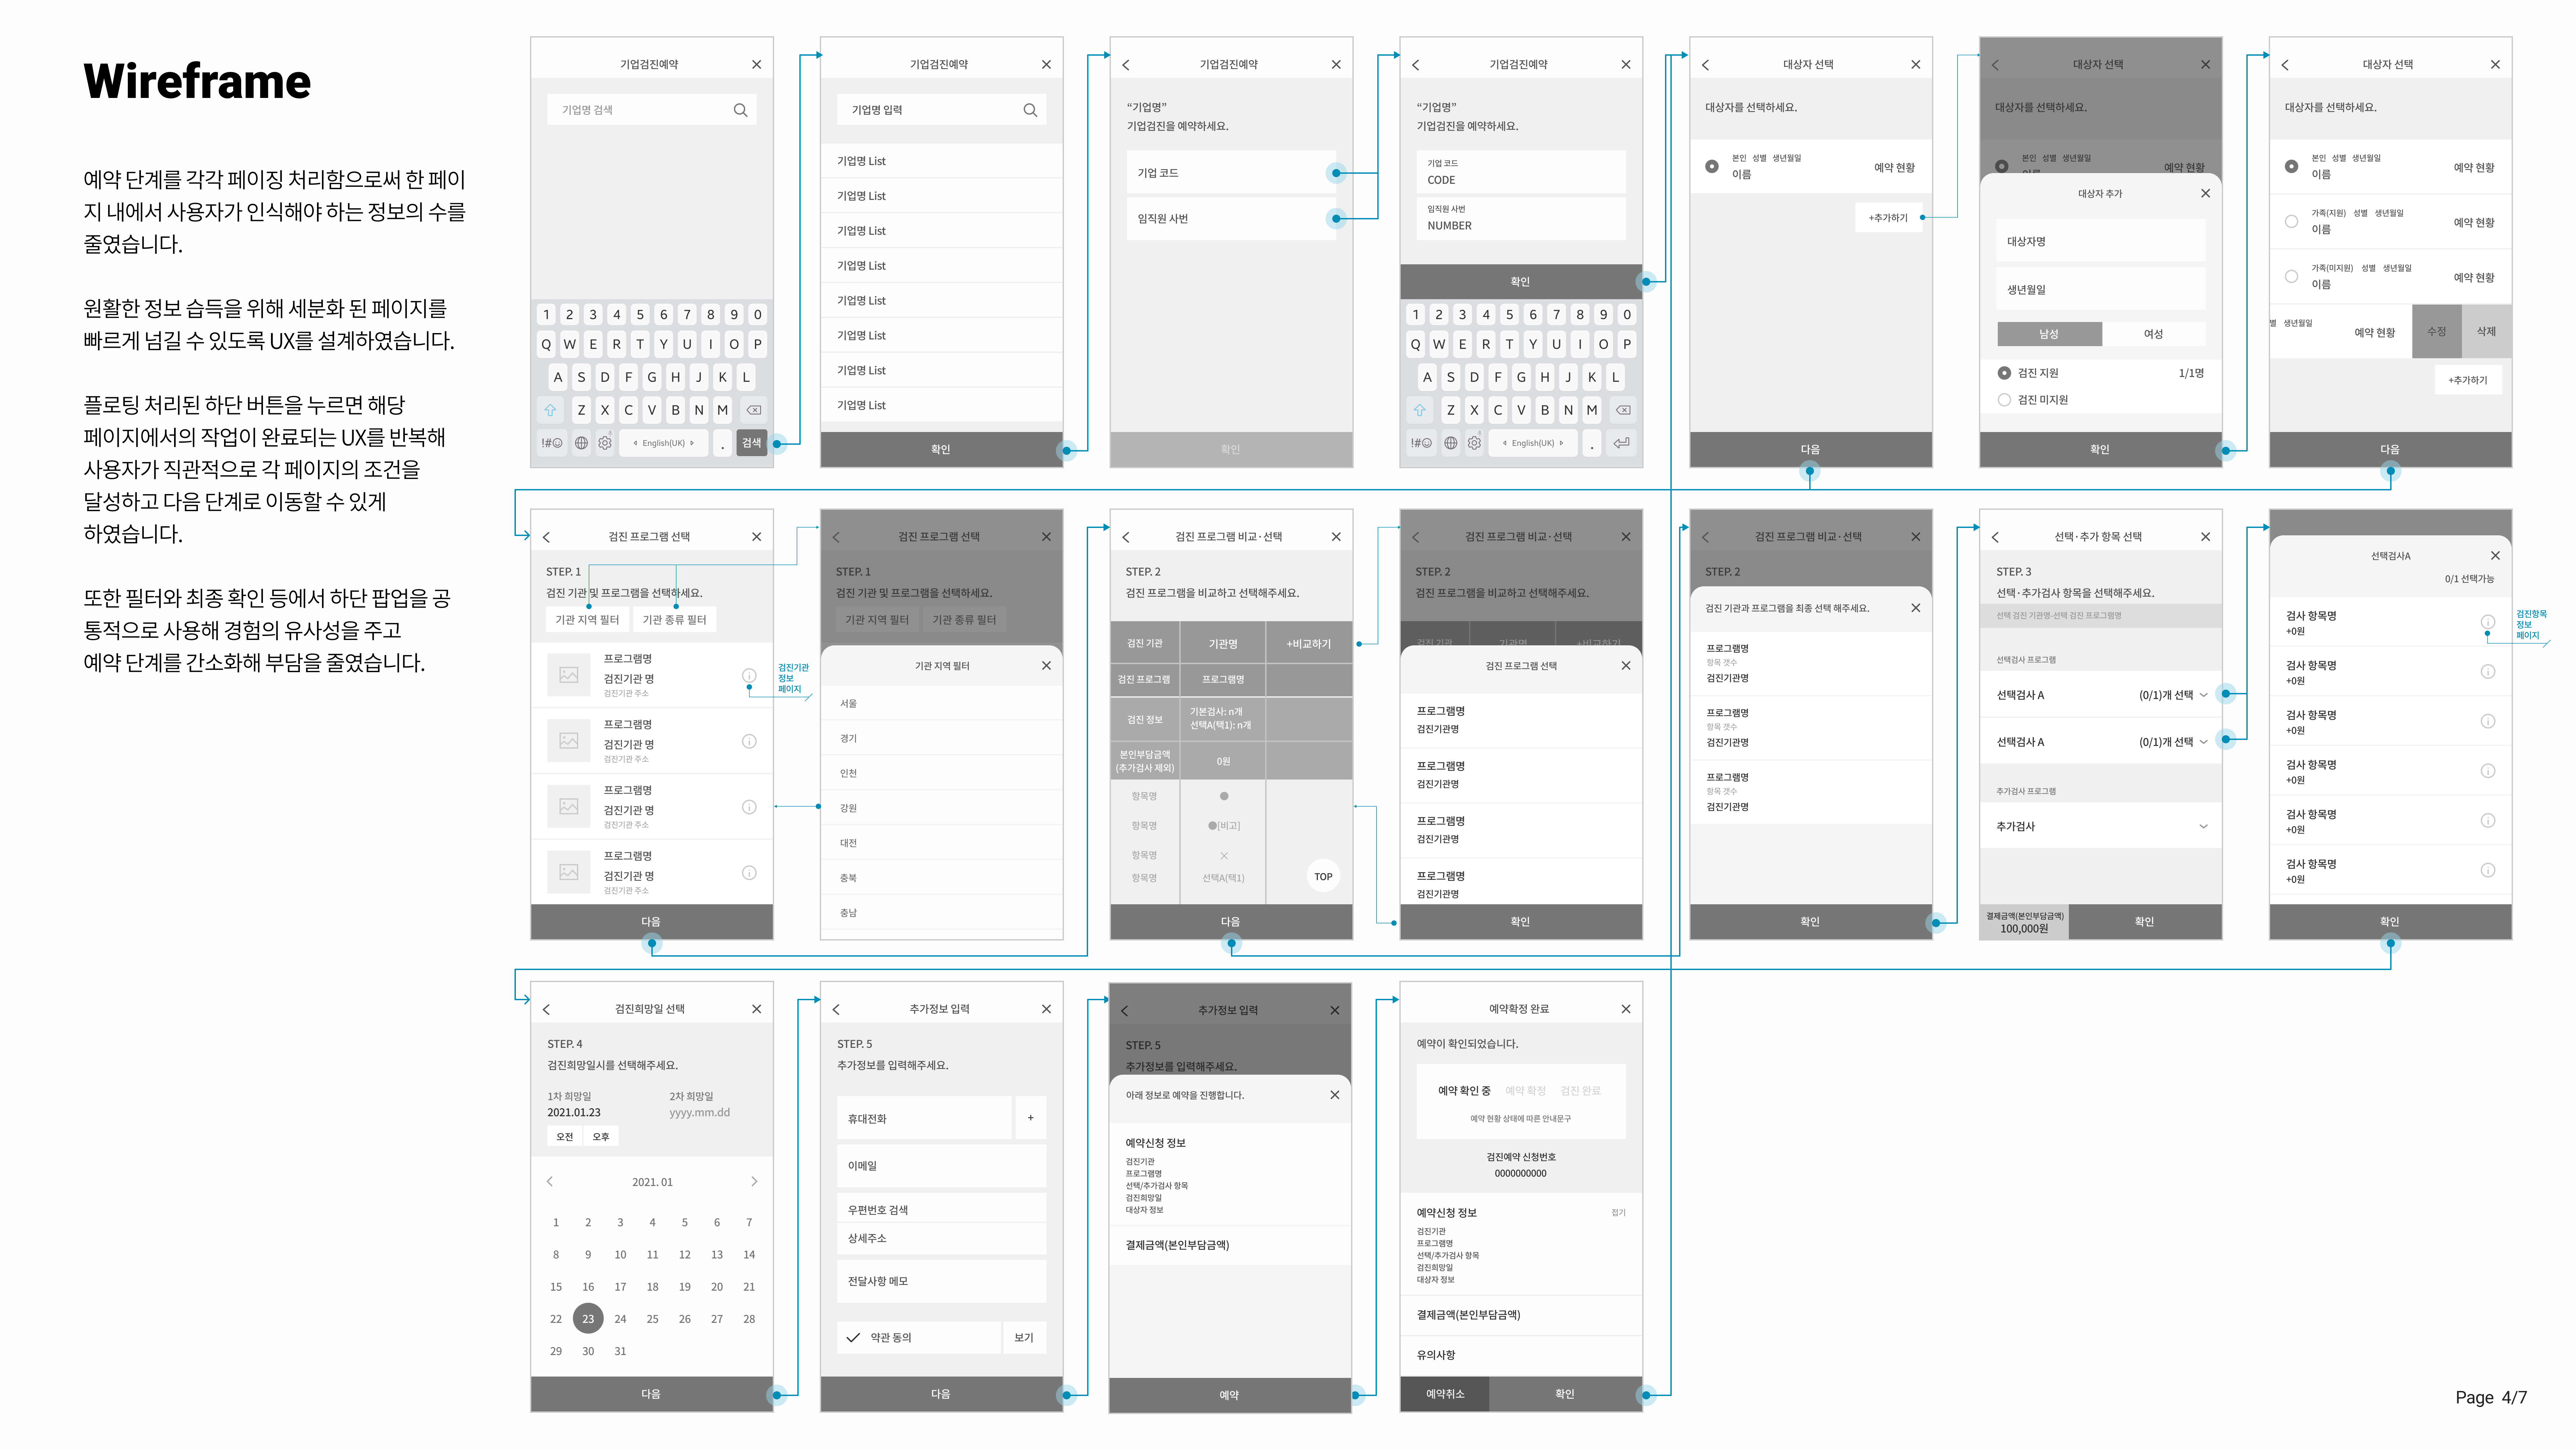 Wireframe
예약 단계를 각각 페이징 처리함으로써 한 페이
지 내에서 사용자가 인식해야 하는 정보의 수를
줄였습니다.
원활한 정보 습득을 위해 세분화 된 페이지를
빠르게 넘길 수 있도록 UX를 설계하였습니다.
플로팅 처리된 하단 버튼을 누르면 해당
페이지에서의 작업이 완료되는 UX를 반복해
사용자가 직관적으로 각 페이지의 조건을
달성하고 다음 단계로 이동할 수 있게
하였습니다.
또한 필터와 최종 확인 등에서 하단 팝업을 공
통적으로 사용해 경험의 유사성을 주고
예약 단계를 간소화해 부담을 줄였습니다.
기업검진예약
기업명 검색
1 2 3 4 5 6 7 8 9 0
Q W E R T Y U I O P
A S D F G H J K L
Z X C V B N M
!#☺ English(UK) . 검색
기업검진예약
기업명 입력
기업명 List
기업명 List
기업명 List
기업명 List
기업명 List
기업명 List
기업명 List
기업명 List
확인
기업검진예약
“기업명”
기업검진을 예약하세요.
기업 코드
임직원 사번
확인
기업검진예약
“기업명”
기업검진을 예약하세요.
기업 코드
CODE
임직원 사번
NUMBER
확인
1 2 3 4 5 6 7 8 9 0
Q W E R T Y U I O P
A S D F G H J K L
Z X C V B N M
!#☺ English(UK) .
대상자 선택
대상자를 선택하세요.
본인 성별 생년월일
이름 예약 현황
+추가하기
다음
대상자 선택
대상자를 선택하세요.
본인 성별 생년월일
이름 예약 현황
대상자 추가
대상자명
생년월일
남성 여성
검진 지원 1/1명
검진 미지원
확인
대상자 선택
대상자를 선택하세요.
본인 성별 생년월일
이름 예약 현황
가족(지원) 성별 생년월일
이름 예약 현황
가족(미지원) 성별 생년월일
이름 예약 현황
별 생년월일
예약 현황 수정 삭제
+추가하기
다음
검진 프로그램 선택
STEP. 1
검진 기관 및 프로그램을 선택하세요.
기관 지역 필터 기관 종류 필터
프로그램명
검진기관 명
검진기관 주소
프로그램명
검진기관 명
검진기관 주소
프로그램명
검진기관 명
검진기관 주소
프로그램명
검진기관 명
검진기관 주소
다음
검진기관
정보
페이지
검진 프로그램 선택
STEP. 1
검진 기관 및 프로그램을 선택하세요.
기관 지역 필터 기관 종류 필터
기관 지역 필터
서울
경기
인천
강원
대전
충북
충남
검진 프로그램 비교·선택
STEP. 2
검진 프로그램을 비교하고 선택해주세요.
검진 기관 기관명 +비교하기
검진 프로그램 프로그램명
검진 정보 기본검사: n개
선택A(택1): n개
본인부담금액
(추가검사 제외) 0원
항목명 ●
항목명 ●[비고]
항목명 ×
항목명 선택A(택1)
TOP
다음
검진 프로그램 비교·선택
STEP. 2
검진 프로그램을 비교하고 선택해주세요.
검진 기관 기관명 +비교하기
검진 프로그램 선택
프로그램명
검진기관명
프로그램명
검진기관명
프로그램명
검진기관명
프로그램명
검진기관명
확인
검진 프로그램 비교·선택
STEP. 2
검진 기관과 프로그램을 최종 선택 해주세요.
프로그램명
항목 갯수
검진기관명
프로그램명
항목 갯수
검진기관명
프로그램명
항목 갯수
검진기관명
확인
선택·추가 항목 선택
STEP. 3
선택·추가검사 항목을 선택해주세요.
선택 검진 기관명-선택 검진 프로그램명
선택검사 프로그램
선택검사 A (0/1)개 선택
선택검사 A (0/1)개 선택
추가검사 프로그램
추가검사
결제금액(본인부담금액)
100,000원
확인
선택검사A
0/1 선택가능
검사 항목명
+0원
검사 항목명
+0원
검사 항목명
+0원
검사 항목명
+0원
검사 항목명
+0원
검사 항목명
+0원
확인
검진항목
정보
페이지
검진희망일 선택
STEP. 4
검진희망일시를 선택해주세요.
1차 희망일 2차 희망일
2021.01.23 yyyy.mm.dd
오전 오후
2021. 01
1 2 3 4 5 6 7
8 9 10 11 12 13 14
15 16 17 18 19 20 21
22 23 24 25 26 27 28
29 30 31
다음
추가정보 입력
STEP. 5
추가정보를 입력해주세요.
휴대전화 +
이메일
우편번호 검색
상세주소
전달사항 메모
약관 동의 보기
다음
추가정보 입력
STEP. 5
추가정보를 입력해주세요.
아래 정보로 예약을 진행합니다.
예약신청 정보
검진기관
프로그램명
선택/추가검사 항목
검진희망일
대상자 정보
결제금액(본인부담금액)
예약
예약확정 완료
예약이 확인되었습니다.
예약 확인 중 예약 확정 검진 완료
예약 현황 상태에 따른 안내문구
검진예약 신청번호
0000000000
예약신청 정보 접기
검진기관
프로그램명
선택/추가검사 항목
검진희망일
대상자 정보
결제금액(본인부담금액)
유의사항
예약취소 확인
Page 4/7